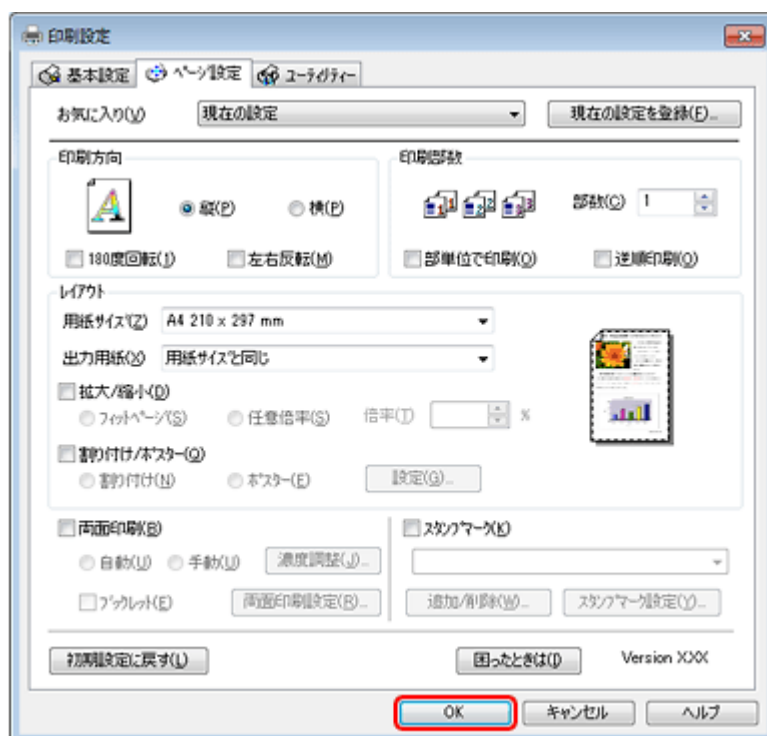 印刷設定
基本設定 ページ設定 ユーティリティー
お気に入り(V) 現在の設定 現在の設定を登録(F)...
印刷方向 印刷部数
縦(P) 横(P) 部数(C) 1
180度回転(1) 左右反転(M) 部単位で印刷(O) 逆順印刷(O)
レイアウト
用紙サイズ(Z) A4 210 x 297 mm
出力用紙(X) 用紙サイズと同じ
拡大/縮小(D)
フィットページ(S) 任意倍率(S) 倍率(T) %
割り付け/ポスター(Q)
割り付け(N) ポスター(E) 設定(G)...
両面印刷(B) スタンプマーク(K)
自動(U) 手動(U) 濃度調整(J)...
ブックレット(E) 両面印刷設定(R)... 追加/削除(W)... スタンプマーク設定(Y)...
初期設定に戻す(L) 困ったときは(I) Version XXX
OK キャンセル ヘルプ